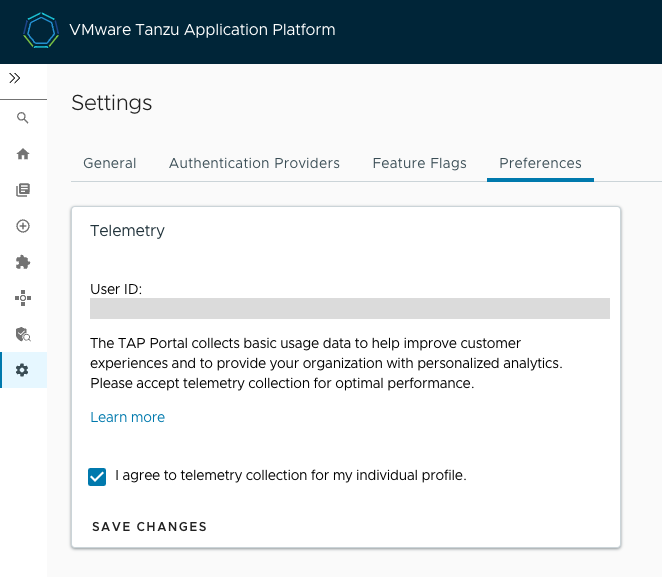 VMware Tanzu Application Platform
Settings
General
Authentication Providers
Feature Flags
Preferences
Telemetry
User ID:
The TAP Portal collects basic usage data to help improve customer
experiences and to provide your organization with personalized analytics.
Please accept telemetry collection for optimal performance.
Learn more
I agree to telemetry collection for my individual profile.
SAVE CHANGES